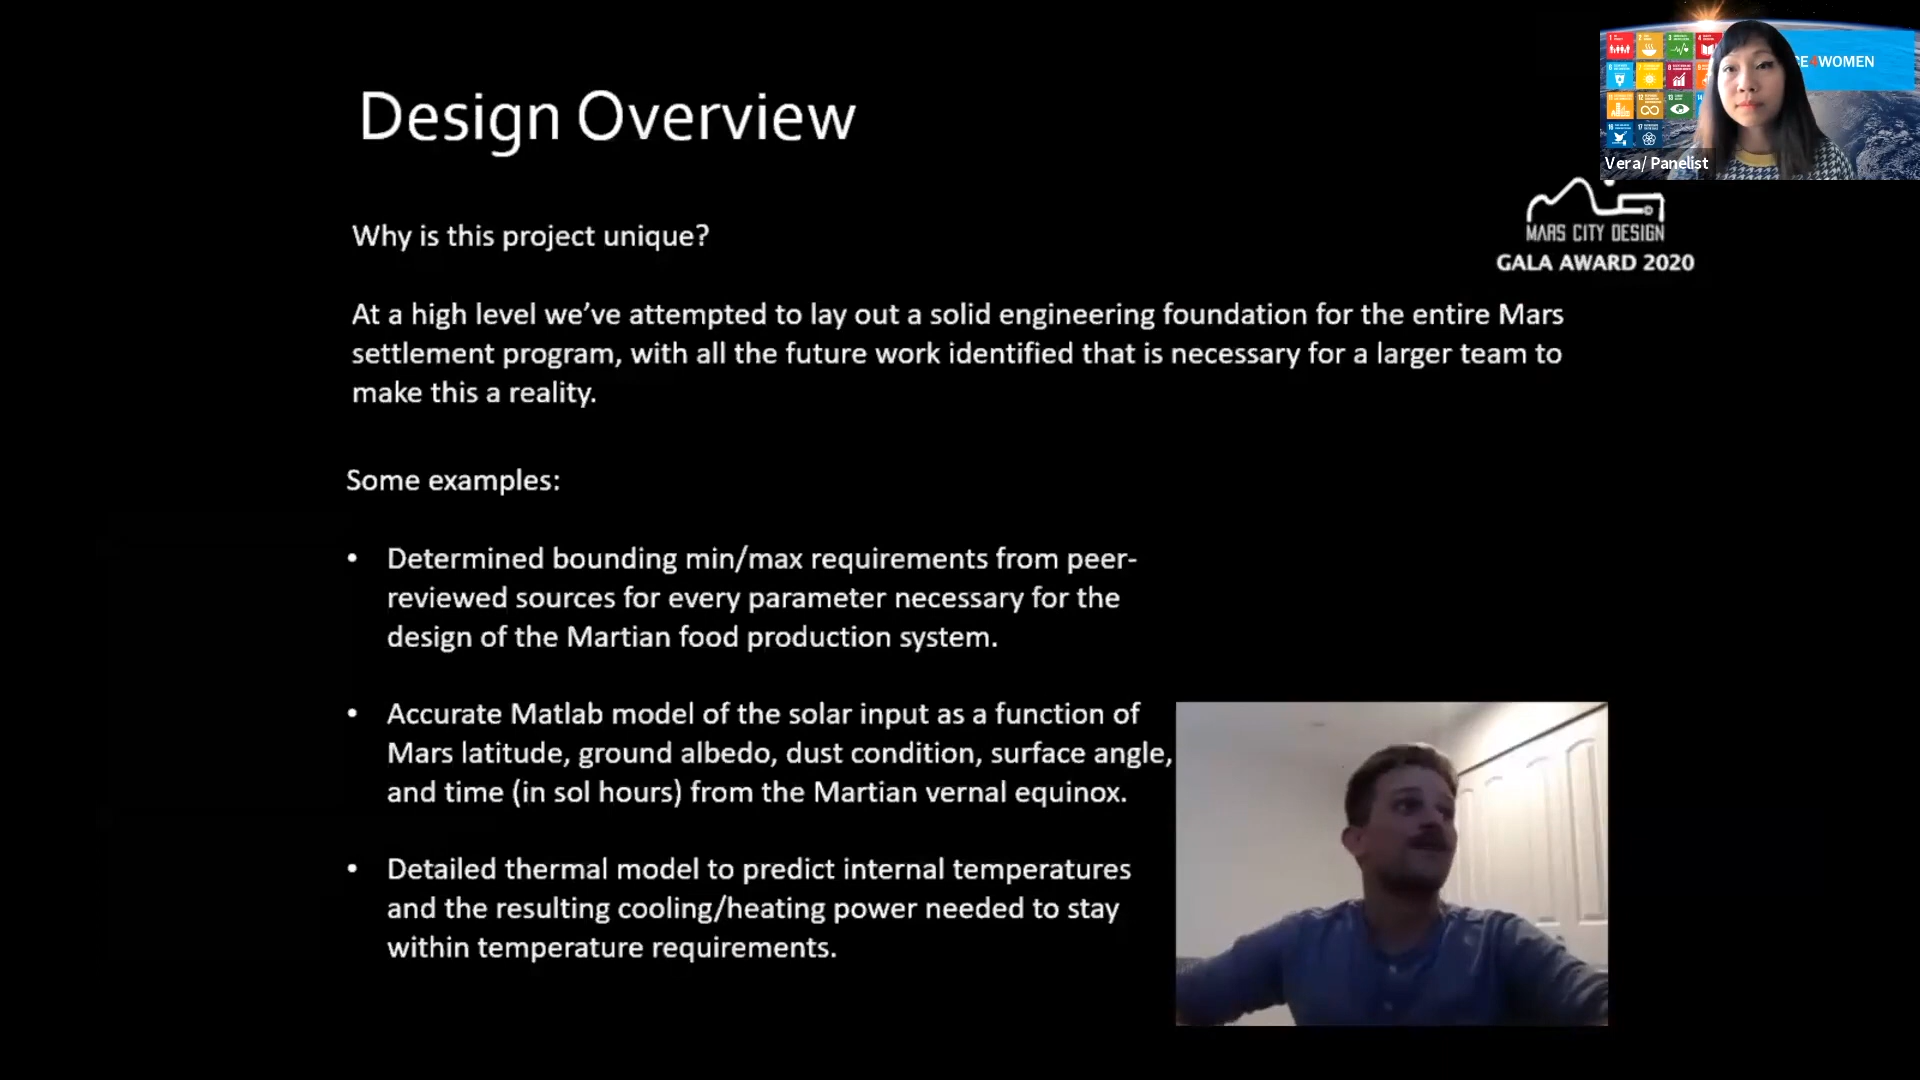 Design Overview
E4WOMEN
Vera/ Panelist
MARS CITY DESIGN
GALA AWARD 2020
Why is this project unique?
At a high level we've attempted to lay out a solid engineering foundation for the entire Mars
settlement program, with all the future work identified that is necessary for a larger team to
make this a reality.
Some examples:
• Determined bounding min/max requirements from peer-
reviewed sources for every parameter necessary for the
design of the Martian food production system.
• Accurate Matlab model of the solar input as a function of
Mars latitude, ground albedo, dust condition, surface angle,
and time (in sol hours) from the Martian vernal equinox.
• Detailed thermal model to predict internal temperatures
and the resulting cooling/heating power needed to stay
within temperature requirements.